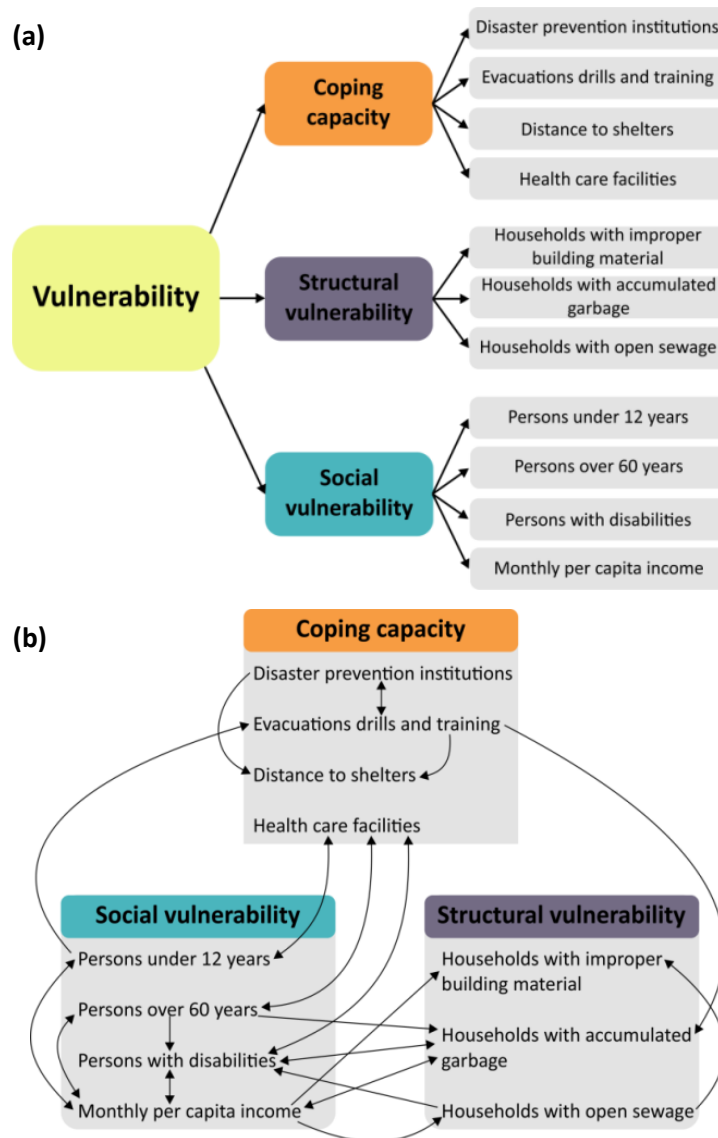 (a)
Disaster prevention institutions
Evacuations drills and training
Coping
capacity
Distance to shelters
Health care facilities
Households with improper
building material
Vulnerability
Structural
vulnerability
Households with accumulated
garbage
Households with open sewage
Persons under 12 years
Persons over 60 years
Social
vulnerability
Persons with disabilities
Monthly per capita income
(b)
Coping capacity
Disaster prevention institutions
Evacuations drills and training
Distance to shelters
Health care facilities
Social vulnerability
Persons under 12 years
Persons over 60 years
Persons with disabilities
Monthly per capita income
Structural vulnerability
Households with improper
building material
Households with accumulated
garbage
Households with open sewage